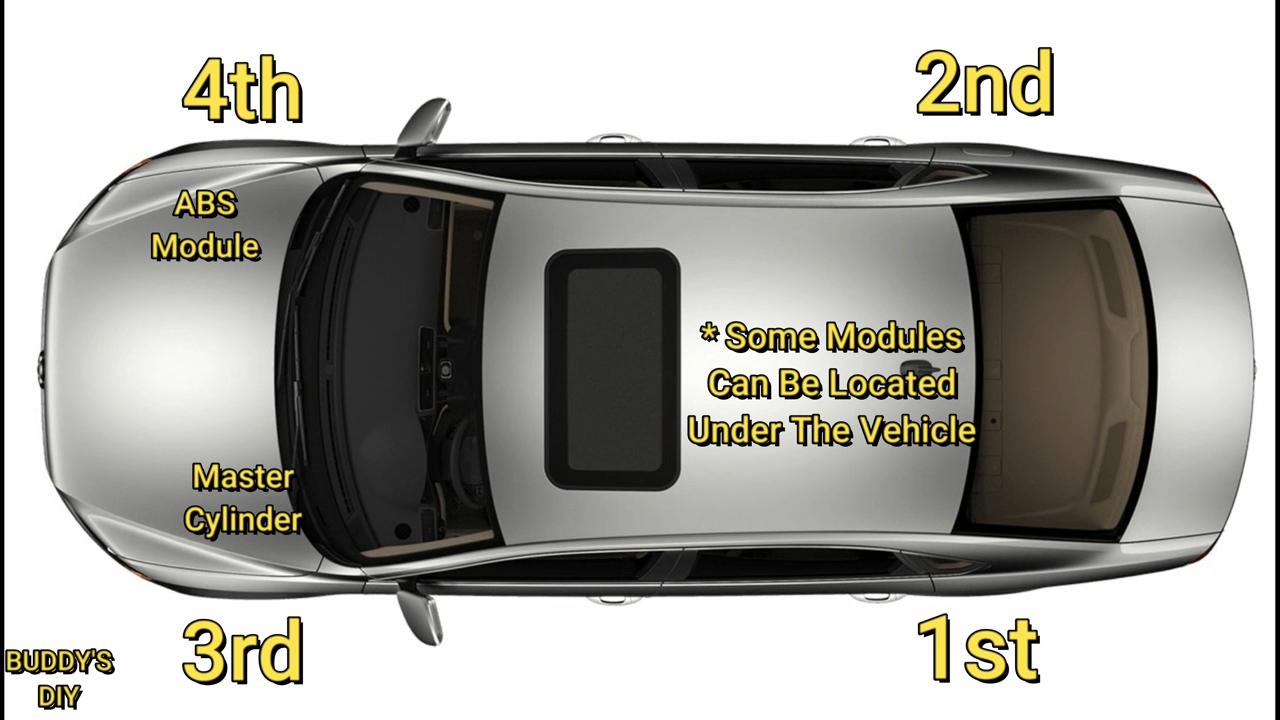 4th
2nd
ABS
Module
* Some Modules
Can Be Located
Under The Vehicle
Master
Cylinder
3rd
1st
BUDDY'S
DIY